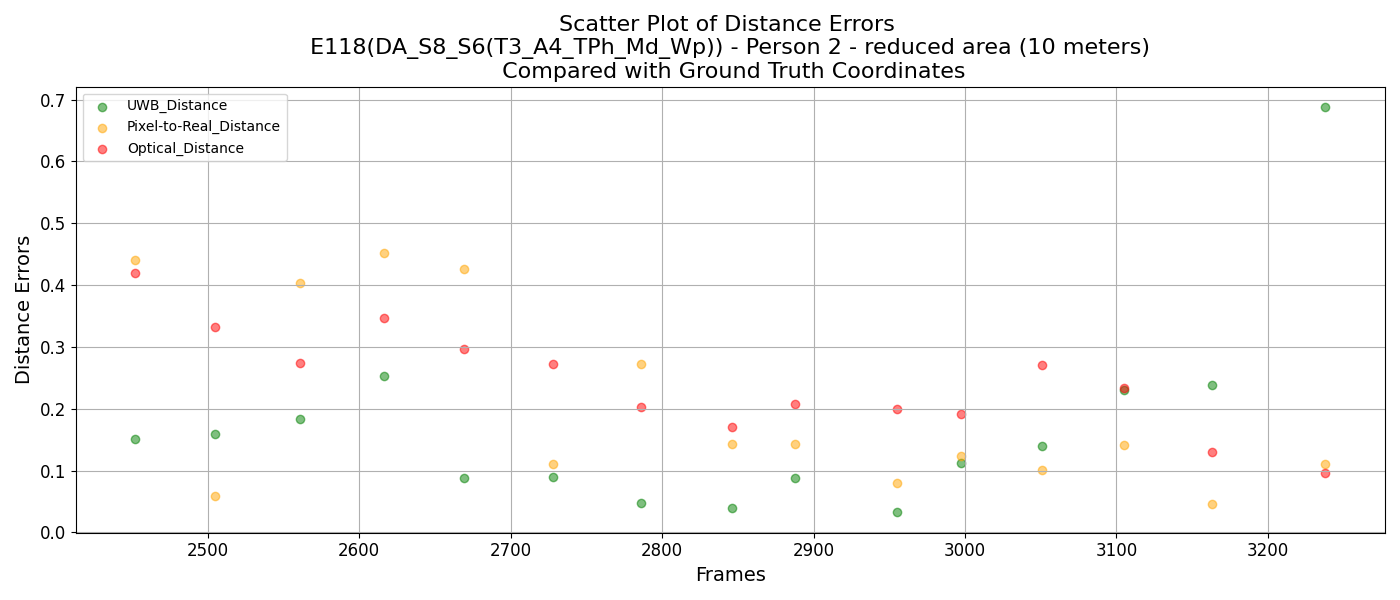 Scatter Plot of Distance Errors
E118(DA_S8_S6(T3_A4_TPh_Md_Wp)) - Person 2 - reduced area (10 meters)
Compared with Ground Truth Coordinates
UWB_Distance
Pixel-to-Real_Distance
Optical_Distance
Distance Errors
0.7
0.6
0.5
0.4
0.3
0.2
0.1
0.0
2500 2600 2700 2800 2900 3000 3100 3200
Frames